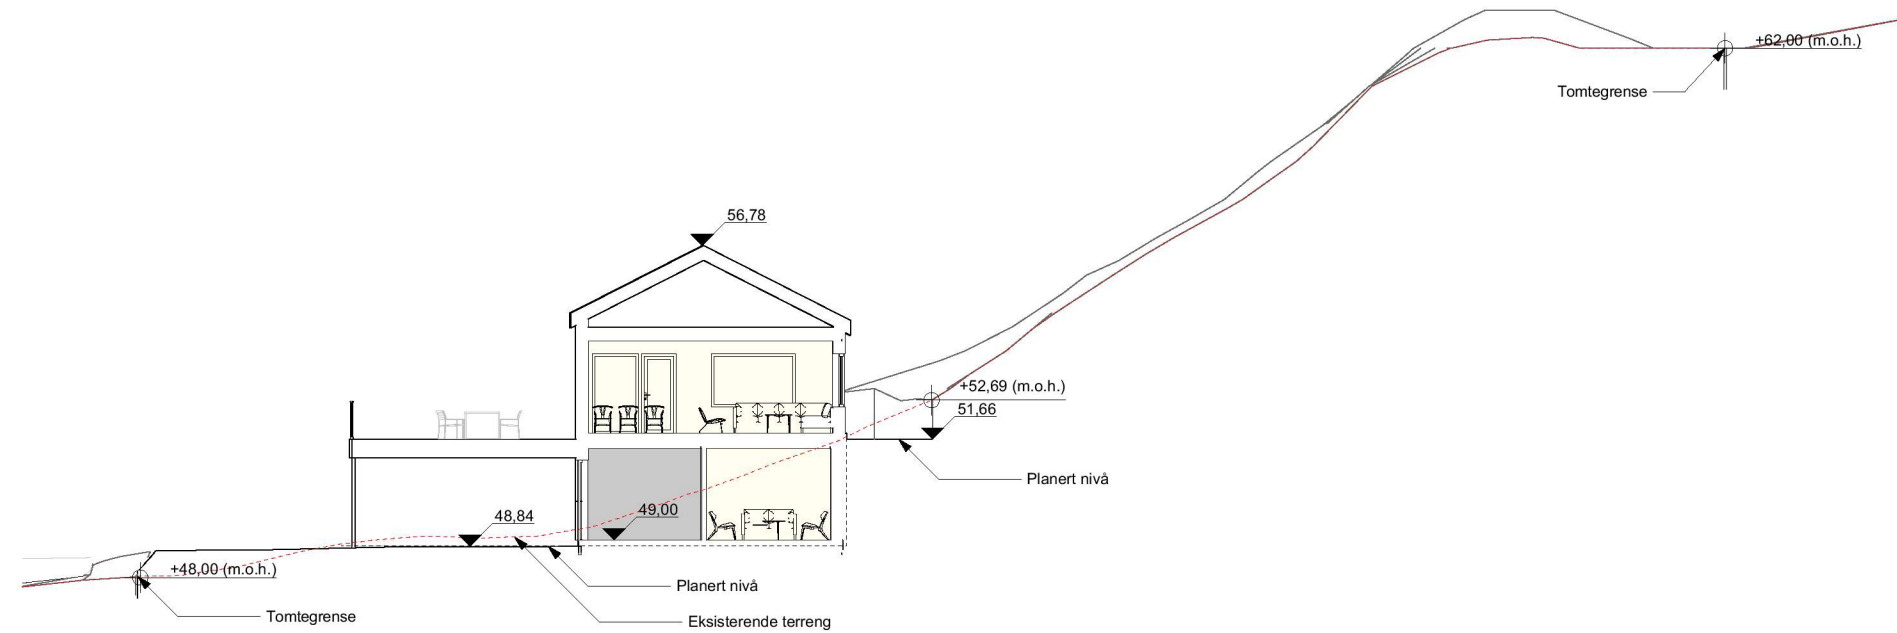 +62,00 (m.o.h.)
Tomtegrense
56,78
+52,69 (m.o.h.)
51,66
Planert nivå
48,84
49,00
+48,00 (m.o.h.)
Planert nivå
Tomtegrense
Eksisterende terreng